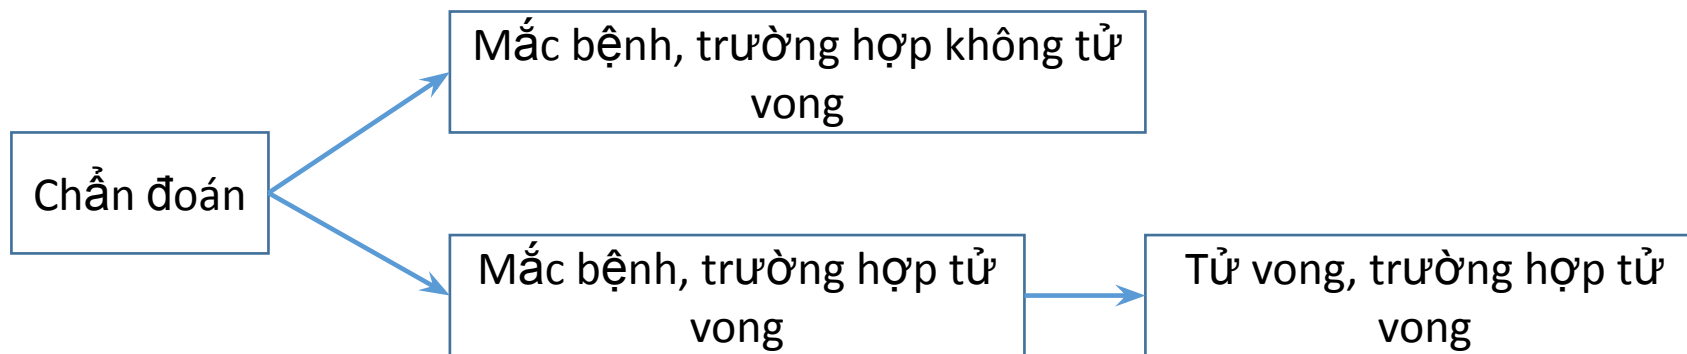 Mắc bệnh, trường hợp không tử
vong
Chẩn đoán
Mắc bệnh, trường hợp tử
vong
Tử vong, trường hợp tử
vong